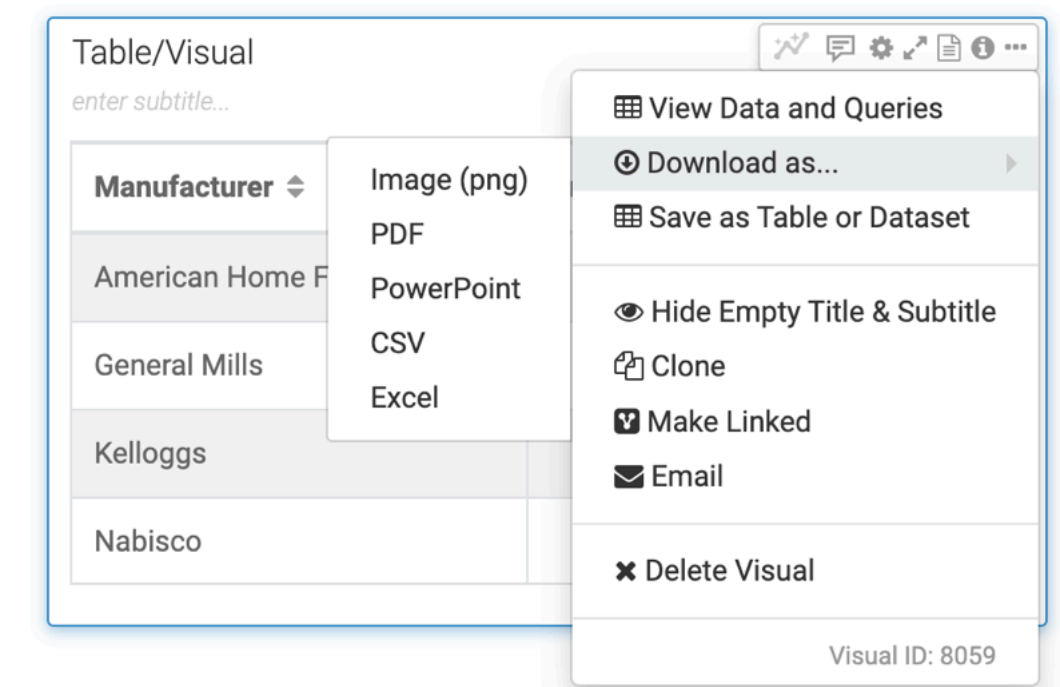 Table/Visual
enter subtitle...
Manufacturer
American Home F
General Mills
Kelloggs
Nabisco
Image (png)
PDF
PowerPoint
CSV
Excel
View Data and Queries
Download as...
Save as Table or Dataset
Hide Empty Title & Subtitle
Clone
Make Linked
Email
Delete Visual
Visual ID: 8059